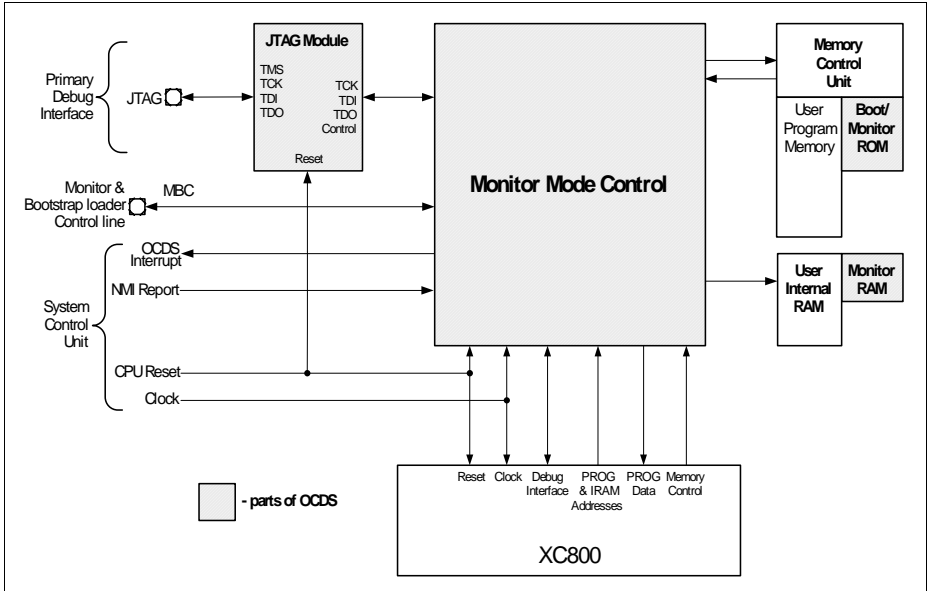 JTAG Module
TMS
TCK
TDI
TDO
TCK
TDI
TDO
Control
Reset
Primary
Debug
Interface
JTAG
Monitor &
Bootstrap loader
Control line
MBC
OCDS
Interrupt
NMI Report
System
Control
Unit
CPU Reset
Clock
Monitor Mode Control
Memory
Control
Unit
User
Program
Memory
Boot/
Monitor
ROM
User
Internal
RAM
Monitor
RAM
Reset
Clock
Debug
Interface
PROG
& IRAM
Addresses
PROG
Data
Memory
Control
XC800
- parts of OCDS